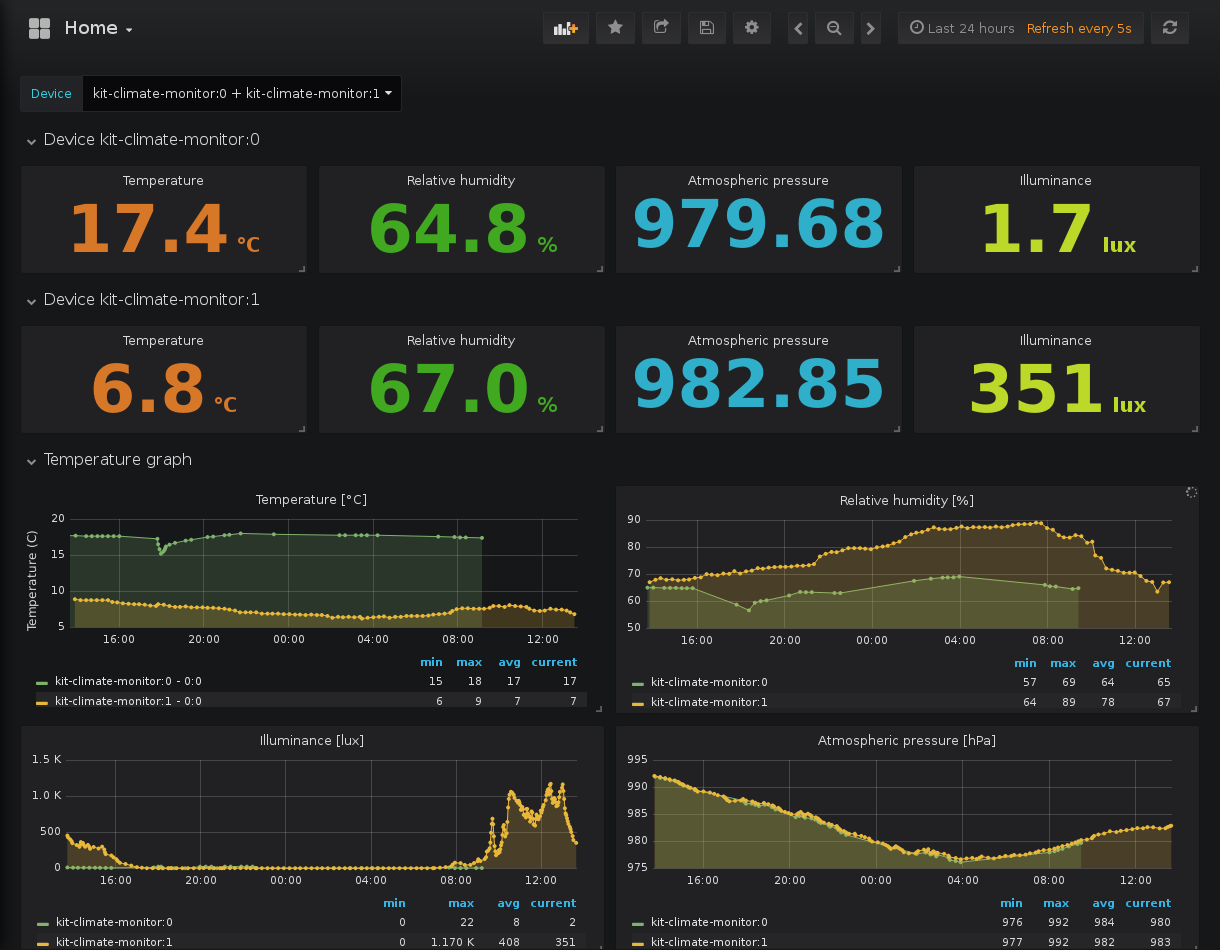 Home
Last 24 hours Refresh every 5s
Device kit-climate-monitor:0 + kit-climate-monitor:1
Device kit-climate-monitor:0
Temperature Relative humidity Atmospheric pressure Illuminance
17.4 °C 64.8 % 979.68 1.7 lux
Device kit-climate-monitor:1
Temperature Relative humidity Atmospheric pressure Illuminance
6.8 °C 67.0 % 982.85 351 lux
Temperature graph
Temperature [°C]
Temperature (C)
20
15
10
5
16:00 20:00 00:00 04:00 08:00 12:00
min max avg current
kit-climate-monitor:0 - 0:0 15 18 17 17
kit-climate-monitor:1 - 0:0 6 9 7 7
Relative humidity [%]
90
80
70
60
50
16:00 20:00 00:00 04:00 08:00 12:00
min max avg current
kit-climate-monitor:0 57 69 64 65
kit-climate-monitor:1 64 89 78 67
Illuminance [lux]
1.5 K
1.0 K
500
0
16:00 20:00 00:00 04:00 08:00 12:00
min max avg current
kit-climate-monitor:0 0 22 8 2
kit-climate-monitor:1 0 1.170 K 408 351
Atmospheric pressure [hPa]
995
990
985
980
975
16:00 20:00 00:00 04:00 08:00 12:00
min max avg current
kit-climate-monitor:0 976 992 984 980
kit-climate-monitor:1 977 992 982 983